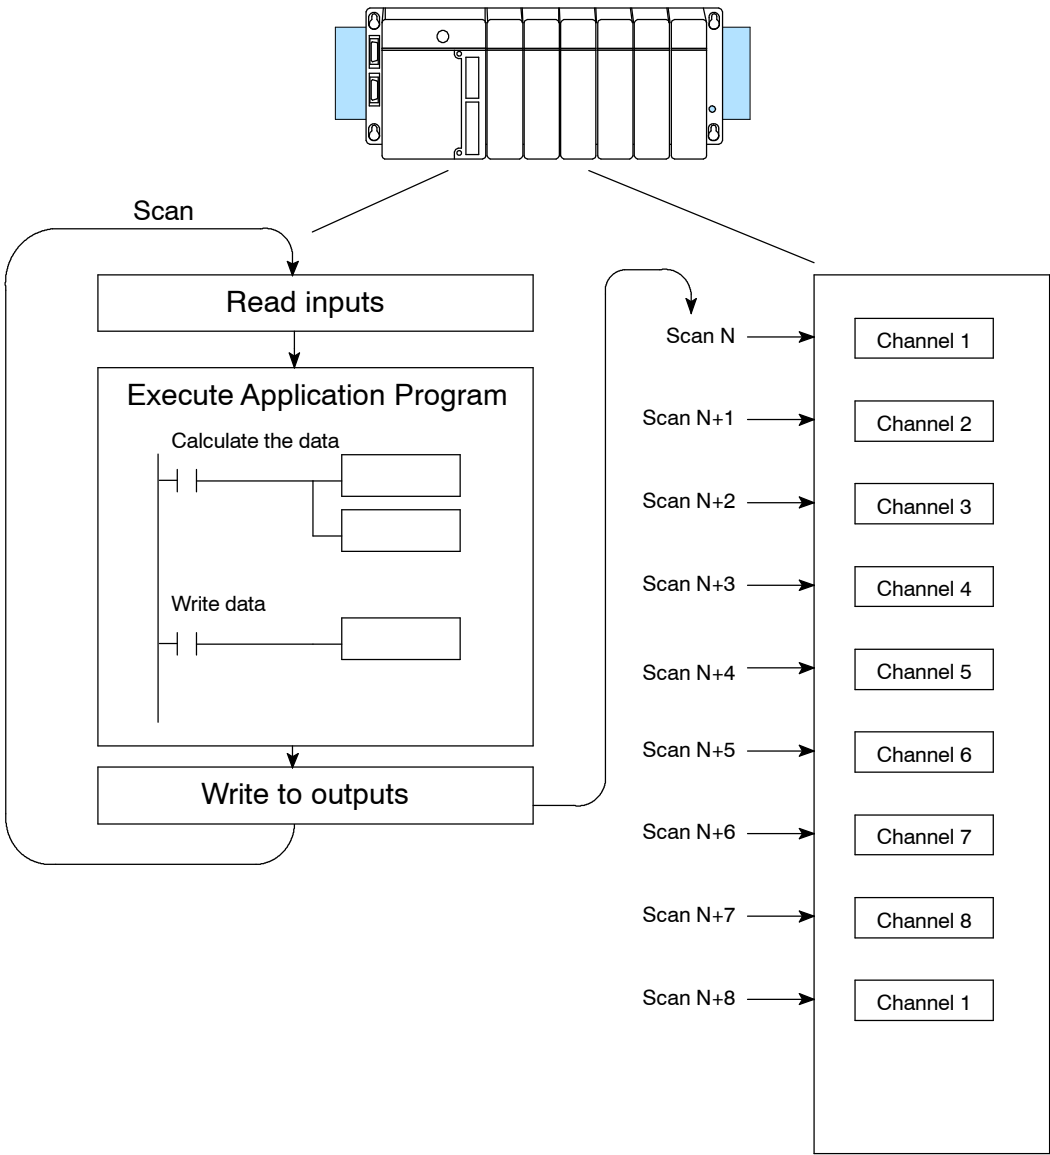 Scan
Read inputs
Execute Application Program
Calculate the data
Write data
Write to outputs
Scan N
Channel 1
Scan N+1
Channel 2
Scan N+2
Channel 3
Scan N+3
Channel 4
Scan N+4
Channel 5
Scan N+5
Channel 6
Scan N+6
Channel 7
Scan N+7
Channel 8
Scan N+8
Channel 1